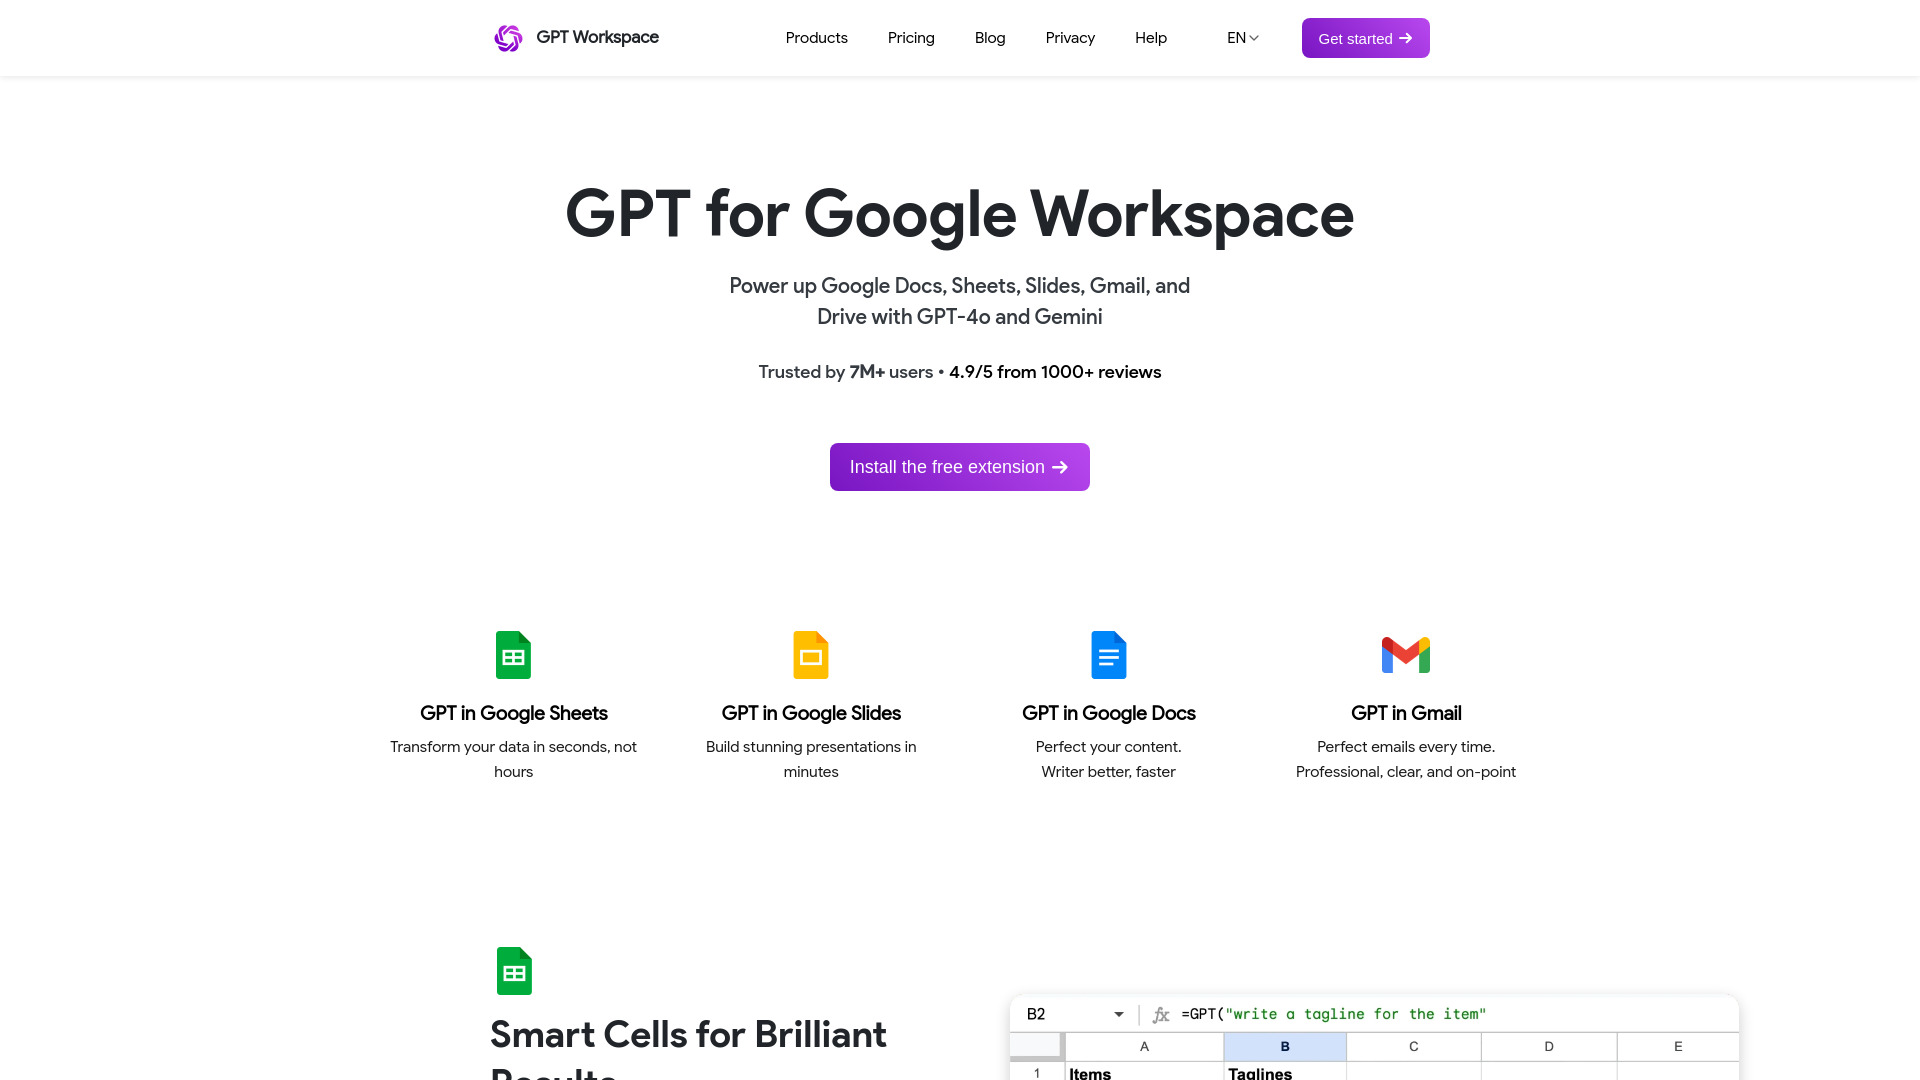 GPT Workspace
Products
Pricing
Blog
Privacy
Help
EN
Get started
GPT for Google Workspace
Power up Google Docs, Sheets, Slides, Gmail, and
Drive with GPT-4o and Gemini
Trusted by 7M+ users • 4.9/5 from 1000+ reviews
Install the free extension
GPT in Google Sheets
Transform your data in seconds, not
hours
GPT in Google Slides
Build stunning presentations in
minutes
GPT in Google Docs
Perfect your content.
Writer better, faster
GPT in Gmail
Perfect emails every time.
Professional, clear, and on-point
Smart Cells for Brilliant
Results
B2
fx
=GPT("write a tagline for the item"
A
B
C
D
E
1
Items
Taglines